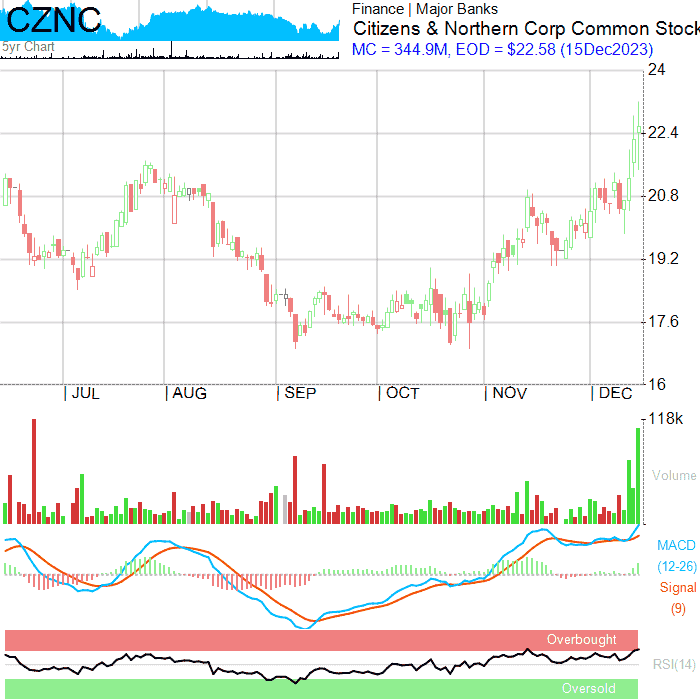 CZNC
5yr Chart
Finance | Major Banks
Citizens & Northern Corp Common Stock
MC = 344.9M, EOD = $22.58 (15Dec2023)
24
22.4
20.8
19.2
17.6
16
| JUL | AUG | SEP | OCT | NOV | DEC
118k
Volume
MACD
(12-26)
Signal
(9)
Overbought
RSI(14)
Oversold